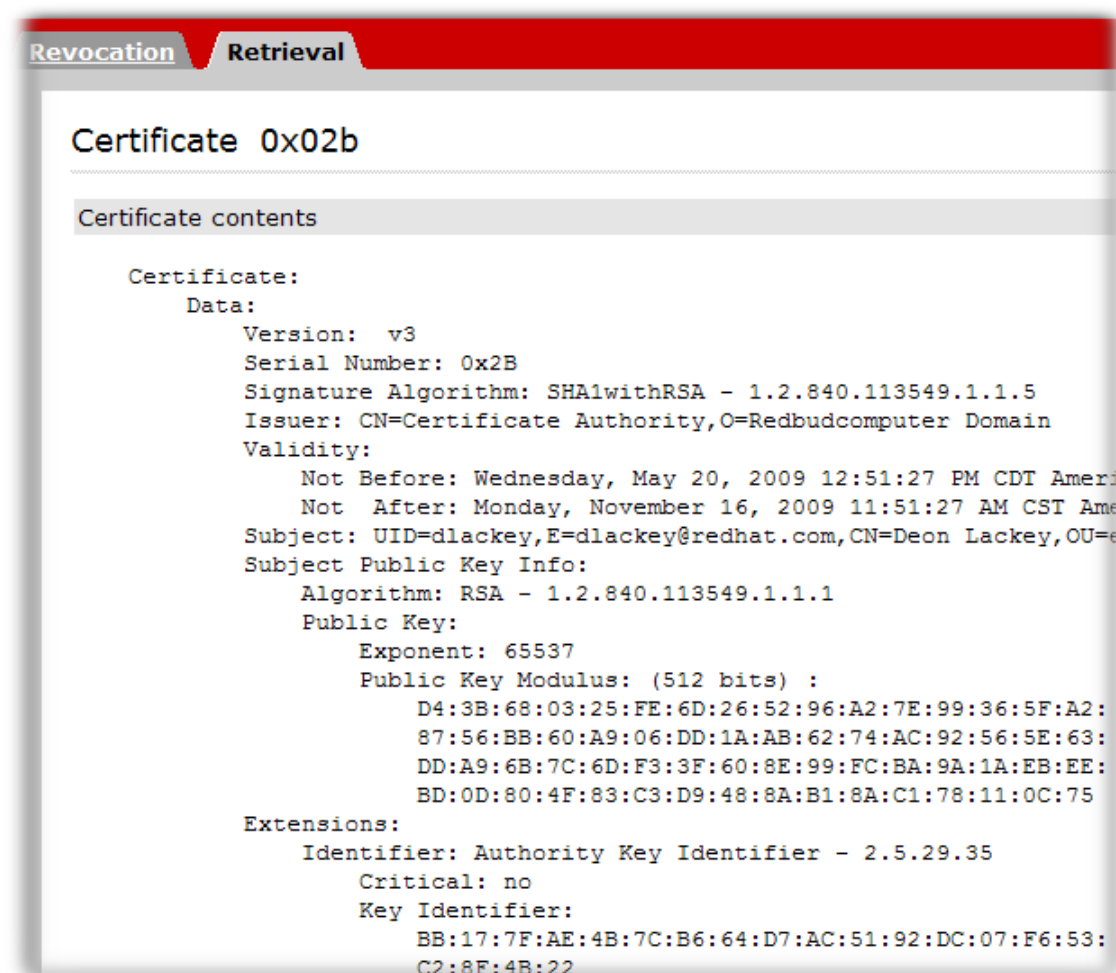 Revocation Retrieval
Certificate 0x02b
Certificate contents
Certificate:
Data:
Version: v3
Serial Number: 0x2B
Signature Algorithm: SHA1withRSA - 1.2.840.113549.1.1.5
Issuer: CN=Certificate Authority,O=Redbudcomputer Domain
Validity:
Not Before: Wednesday, May 20, 2009 12:51:27 PM CDT Ameri
Not After: Monday, November 16, 2009 11:51:27 AM CST Ame
Subject: UID=dlackey,E=dlackey@redhat.com,CN=Deon Lackey,OU=e
Subject Public Key Info:
Algorithm: RSA - 1.2.840.113549.1.1.1
Public Key:
Exponent: 65537
Public Key Modulus: (512 bits) :
D4:3B:68:03:25:FE:6D:26:52:96:A2:7E:99:36:5F:A2:
87:56:BB:60:A9:06:DD:1A:AB:62:74:AC:92:56:5E:63:
DD:A9:6B:7C:6D:F3:3F:60:8E:99:FC:BA:9A:1A:EB:EE:
BD:0D:80:4F:83:C3:D9:48:8A:B1:8A:C1:78:11:0C:75
Extensions:
Identifier: Authority Key Identifier - 2.5.29.35
Critical: no
Key Identifier:
BB:17:7F:AE:4B:7C:B6:64:D7:AC:51:92:DC:07:F6:53:
C2:8F:4B:22